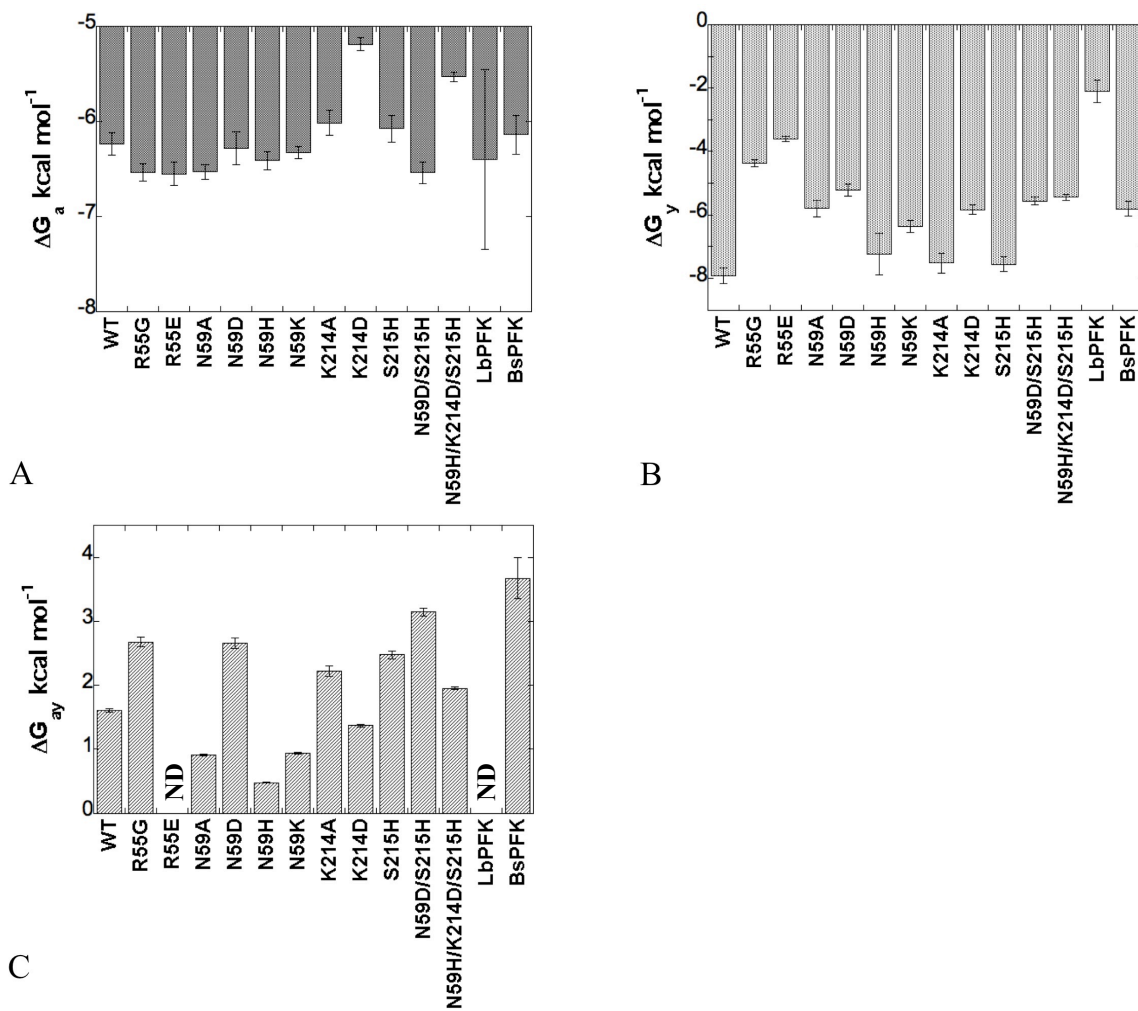 -5
-6
-7
-8
ΔG a kcal mol-1
WT
R55G
R55E
N59A
N59D
N59H
N59K
K214A
K214D
S215H
N59D/S215H
N59H/K214D/S215H
LbPFK
BsPFK
A
0
-2
-4
-6
-8
ΔG y kcal mol-1
WT
R55G
R55E
N59A
N59D
N59H
N59K
K214A
K214D
S215H
N59D/S215H
N59H/K214D/S215H
LbPFK
BsPFK
B
4
3
2
1
0
ΔG ay kcal mol-1
ND
ND
WT
R55G
R55E
N59A
N59D
N59H
N59K
K214A
K214D
S215H
N59D/S215H
N59H/K214D/S215H
LbPFK
BsPFK
C